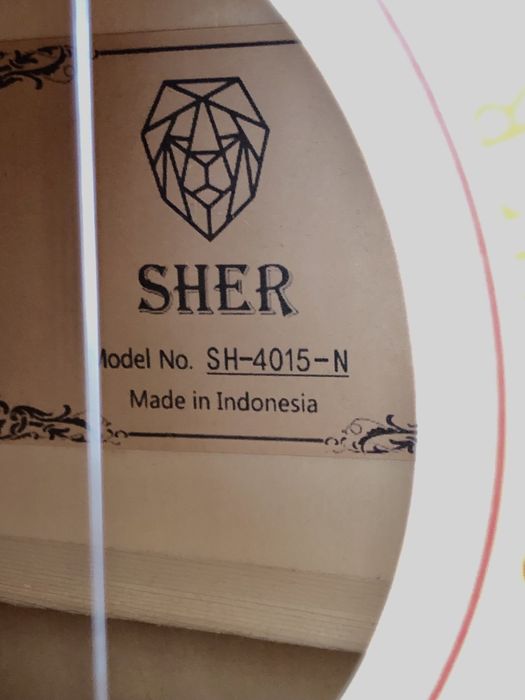 SHER
Model No. SH-4015-N
Made in Indonesia